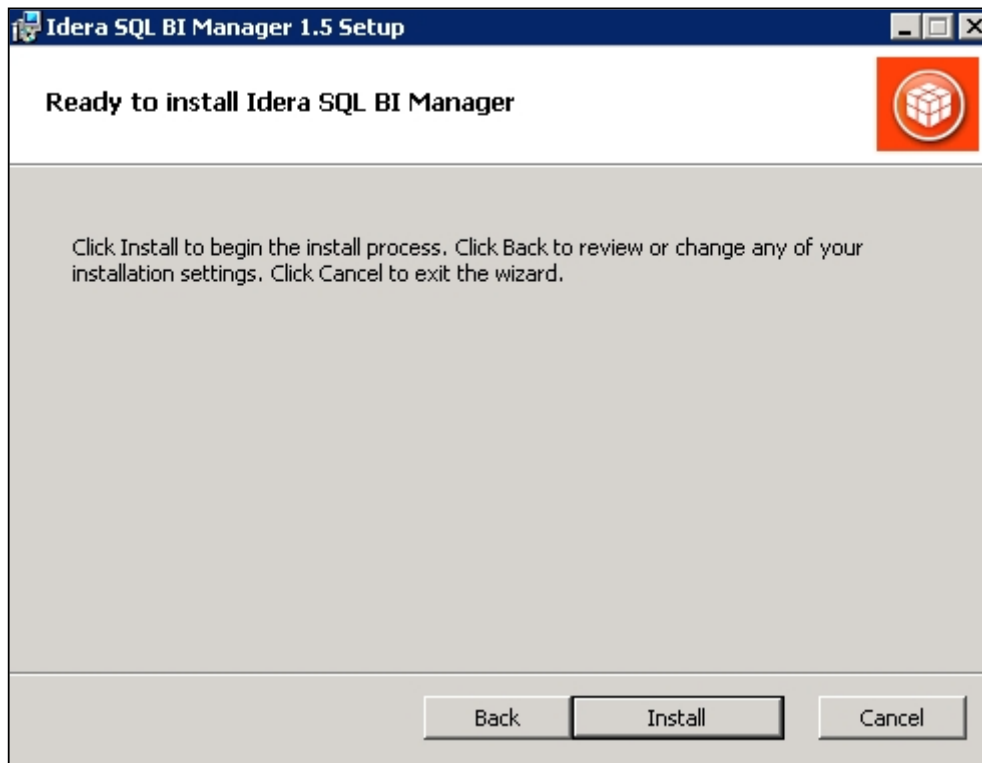 Idera SQL BI Manager 1.5 Setup
Ready to install Idera SQL BI Manager
Click Install to begin the install process. Click Back to review or change any of your
installation settings. Click Cancel to exit the wizard.
Back Install Cancel